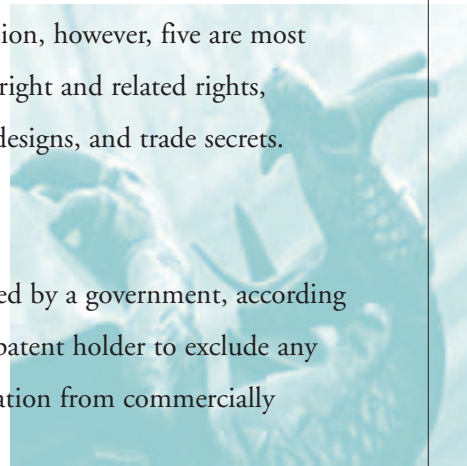 tion, however, five are most
right and related rights,
designs, and trade secrets.
ed by a government, according
patent holder to exclude any
ation from commercially